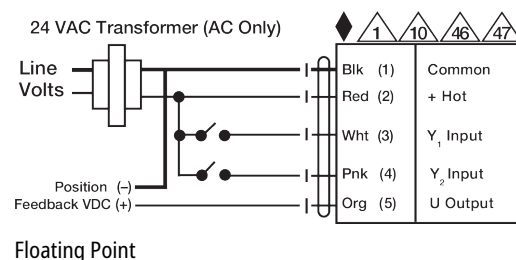 24 VAC Transformer (AC Only)
1 10 46 47
Line
Volts
Blk (1) Common
Red (2) + Hot
Wht (3) Y1 Input
Pnk (4) Y2 Input
Position (–)
Feedback VDC (+)
Org (5) U Output
Floating Point